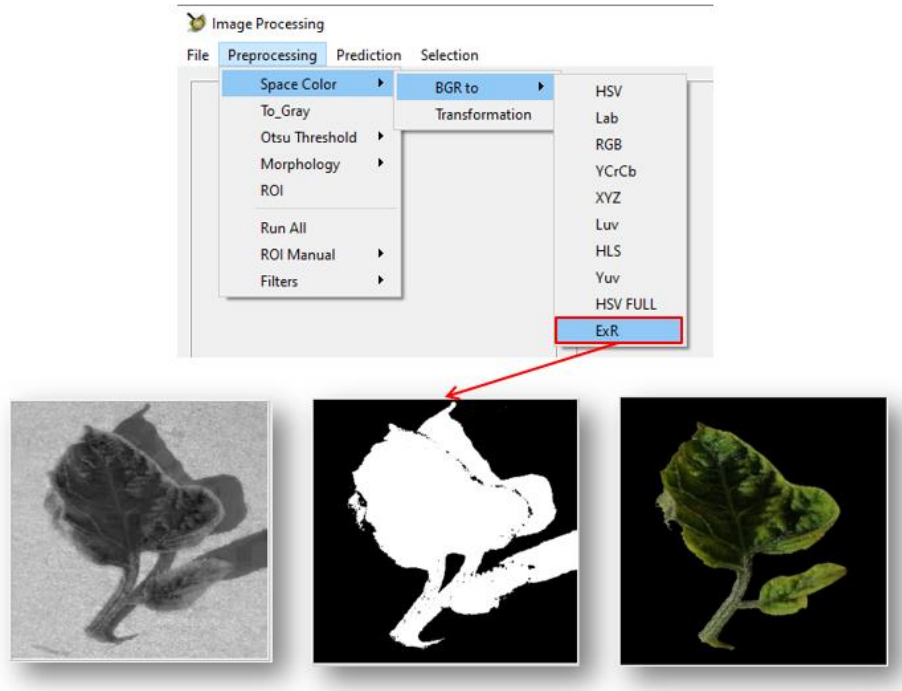 Image Processing
File Preprocessing Prediction Selection
Space Color
To_Gray
Otsu Threshold
Morphology
ROI
Run All
ROI Manual
Filters
BGR to
Transformation
HSV
Lab
RGB
YCrCb
XYZ
Luv
HLS
Yuv
HSV FULL
ExR